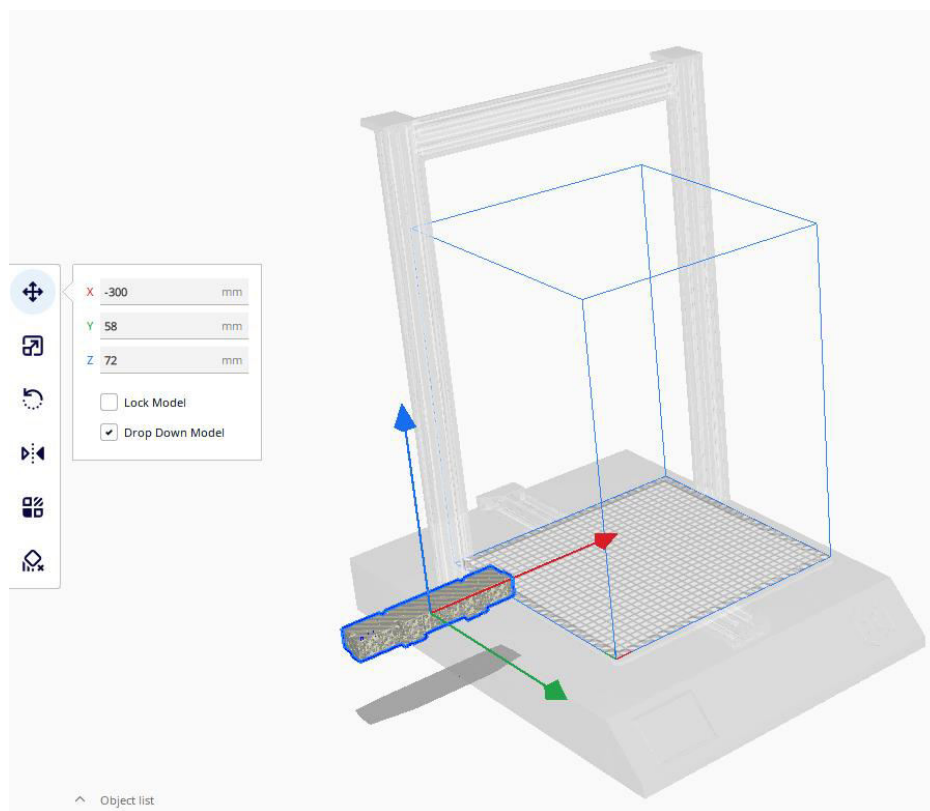 X -300 mm
Y 58 mm
Z 72 mm
Lock Model
Drop Down Model
Object list